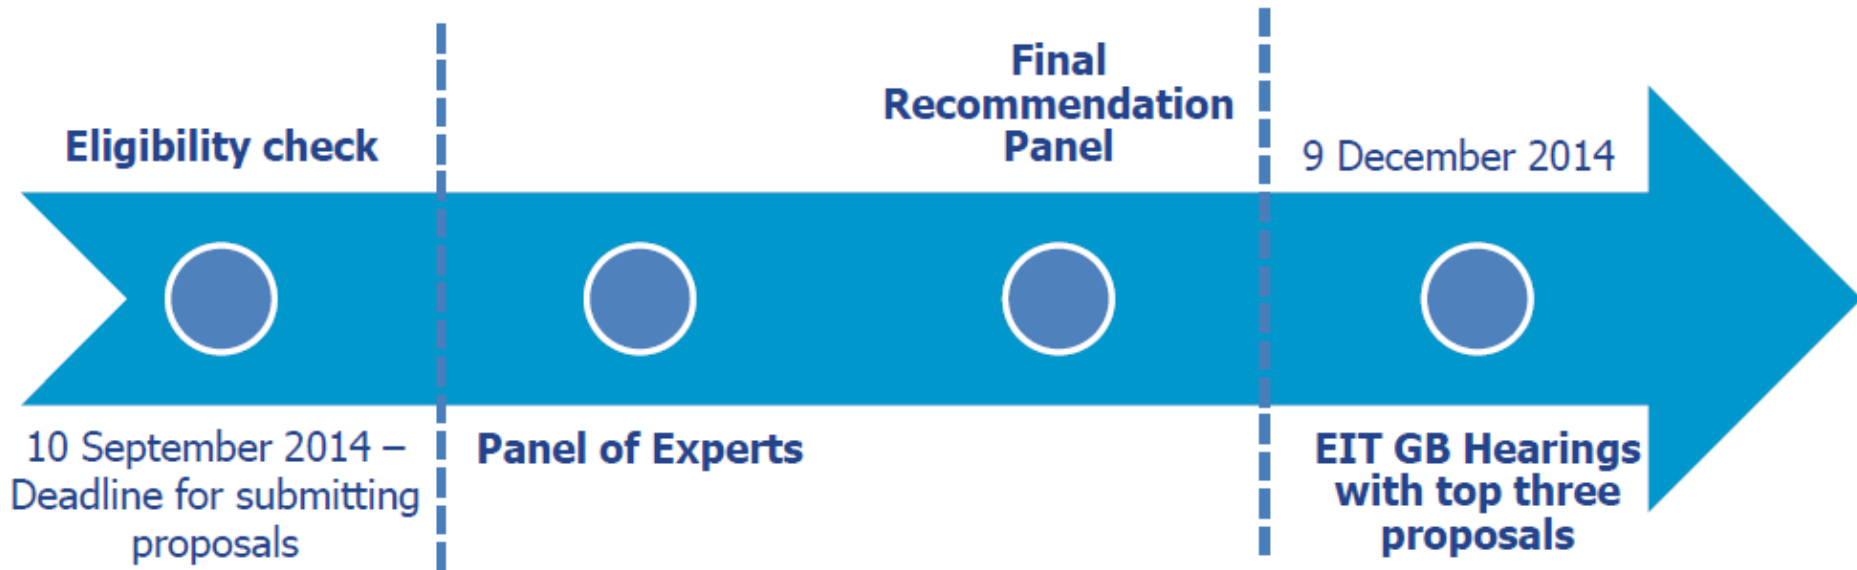 Eligibility check
10 September 2014 –
Deadline for submitting
proposals
Panel of Experts
Final
Recommendation
Panel
9 December 2014
EIT GB Hearings
with top three
proposals